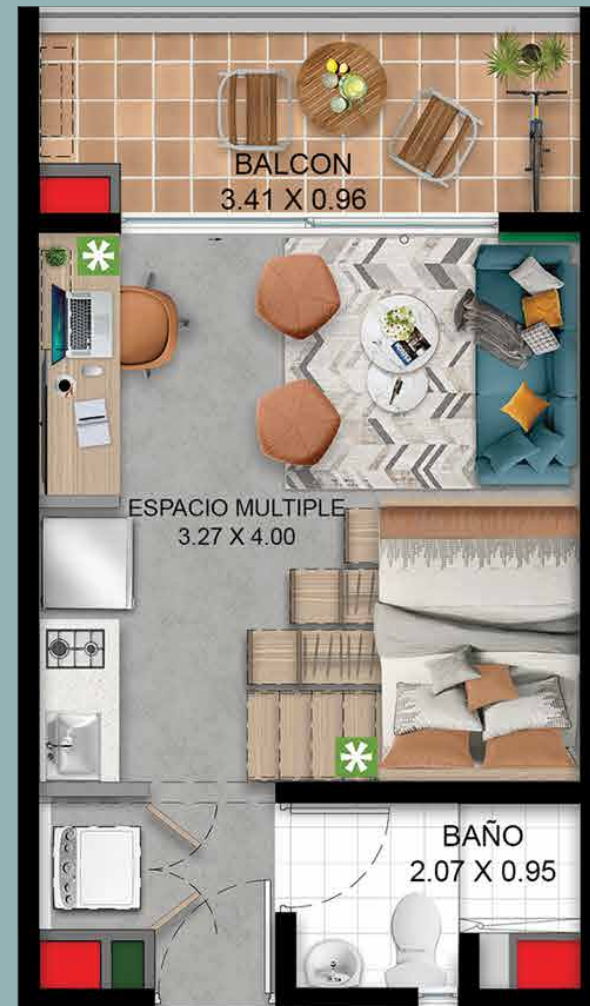 BALCON
3.41 X 0.96
ESPACIO MULTIPLE
3.27 X 4.00
BAÑO
2.07 X 0.95